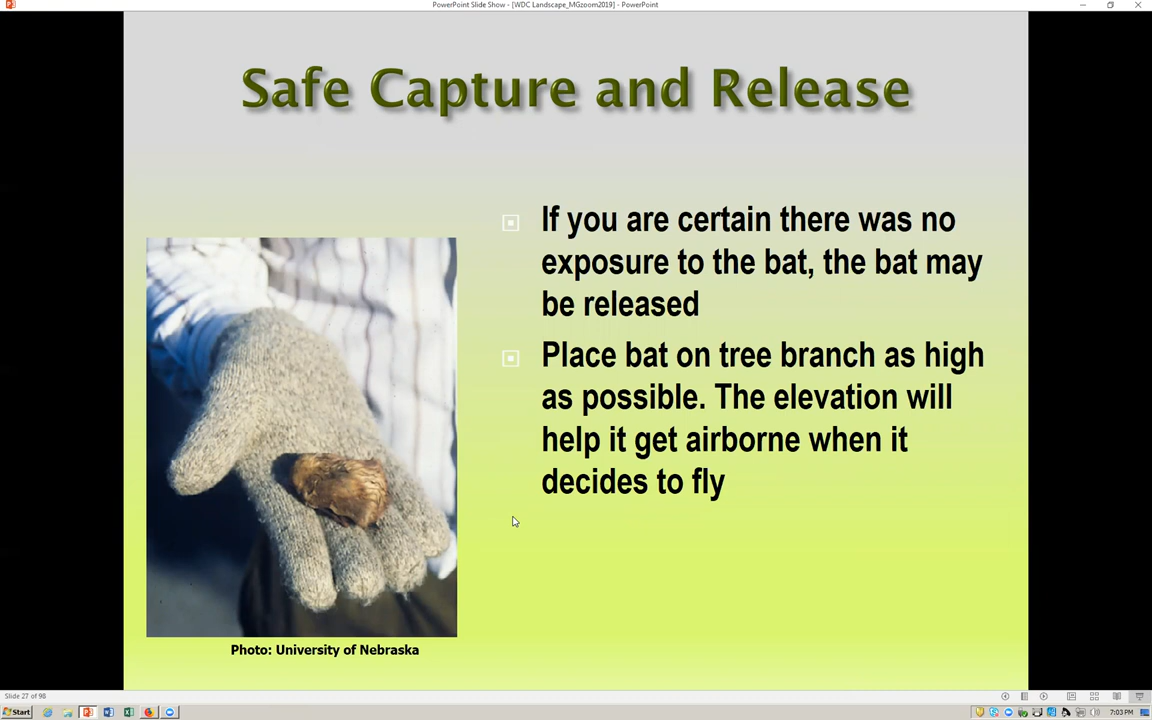 PowerPoint Slide Show - [WDC Landscape_MGzoom2019] - PowerPoint
Safe Capture and Release
If you are certain there was no
exposure to the bat, the bat may
be released
Place bat on tree branch as high
as possible. The elevation will
help it get airborne when it
decides to fly
Photo: University of Nebraska
Slide 27 of 98
Start
7:03 PM